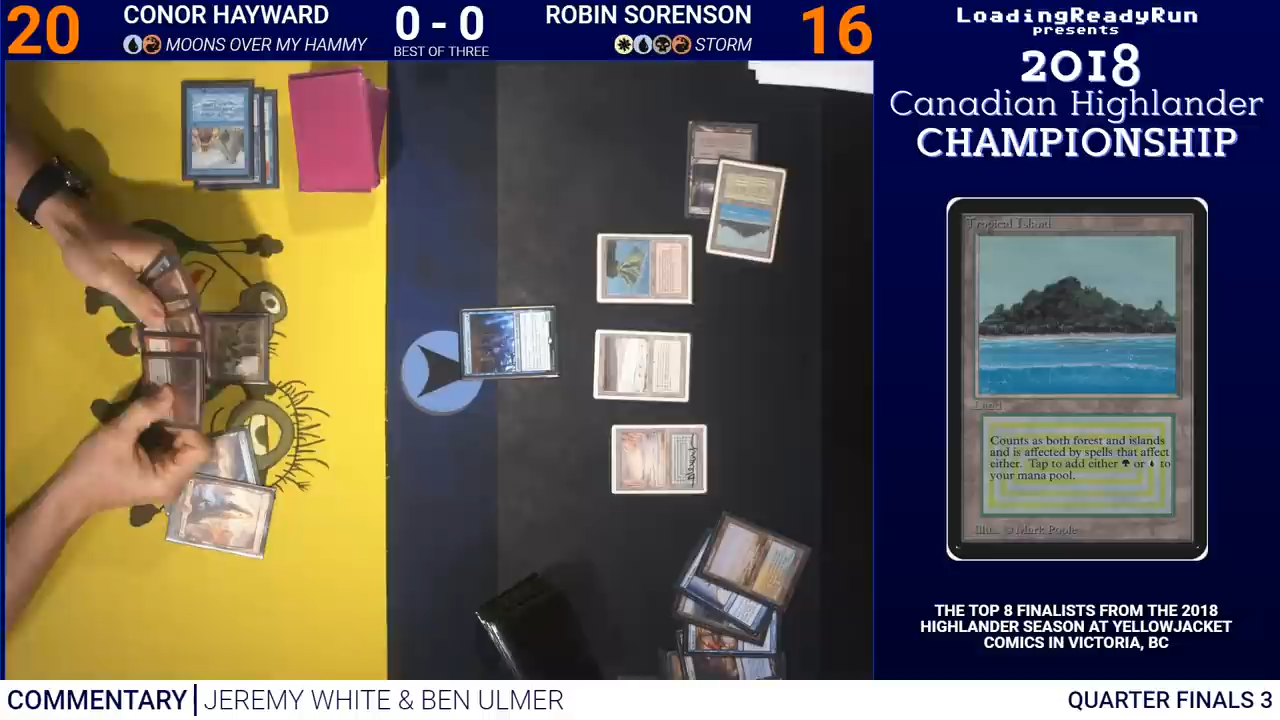 20
CONOR HAYWARD
MOONS OVER MY HAMMY
0 - 0
BEST OF THREE
ROBIN SORENSON
STORM
16
LoadingReadyRun
presents
2018
Canadian Highlander
CHAMPIONSHIP
Tropical Island
Land
Counts as both forest and islands
and is affected by spells that affect
either. Tap to add either or to
your mana pool.
Illus. © Mark Poole
THE TOP 8 FINALISTS FROM THE 2018
HIGHLANDER SEASON AT YELLOWJACKET
COMICS IN VICTORIA, BC
COMMENTARY
JEREMY WHITE & BEN ULMER
QUARTER FINALS 3